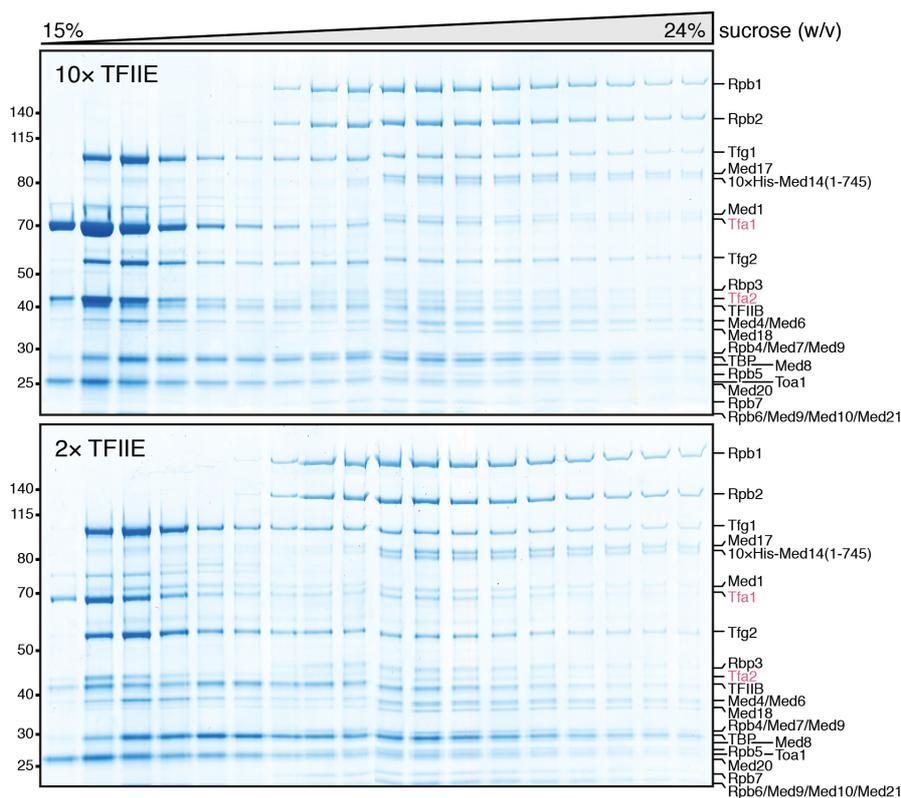 15%
24%
sucrose (w/v)
10× TFIIE
140
115
80
70
50
40
30
25
Rpb1
Rpb2
Tfg1
Med17
10×His-Med14(1-745)
Med1
Tfa1
Tfg2
Rbp3
Tfa2
TFIIB
Med4/Med6
Med18
Rpb4/Med7/Med9
TBP
Med8
Rpb5
Toa1
Med20
Rpb7
Rpb6/Med9/Med10/Med21
2× TFIIE
140
115
80
70
50
40
30
25
Rpb1
Rpb2
Tfg1
Med17
10×His-Med14(1-745)
Med1
Tfa1
Tfg2
Rbp3
Tfa2
TFIIB
Med4/Med6
Med18
Rpb4/Med7/Med9
TBP
Med8
Rpb5
Toa1
Med20
Rpb7
Rpb6/Med9/Med10/Med21